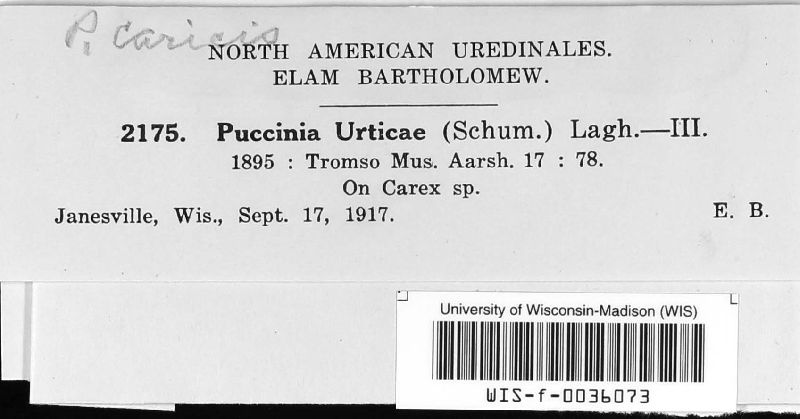 P. caricis
NORTH AMERICAN UREDINALES.
ELAM BARTHOLOMEW.
2175. Puccinia Urticae (Schum.) Lagh.—III.
1895 : Tromso Mus. Aarsh. 17 : 78.
On Carex sp.
Janesville, Wis., Sept. 17, 1917. E. B.
University of Wisconsin-Madison (WIS)
WIS-f-0036073